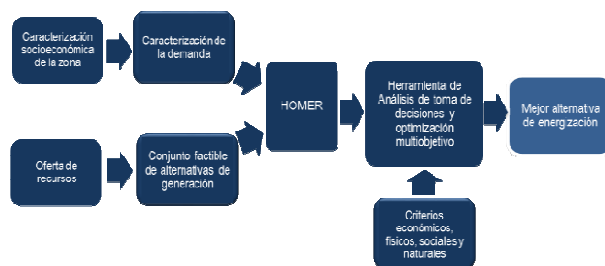 Caracterización
socioeconómica
de la zona
Caracterización de
la demanda
HOMER
Herramienta de
Análisis de toma de
decisiones y
optimización
multiobjetivo
Mejor alternativa
de energización
Oferta de
recursos
Conjunto factible
de alternativas de
generación
Criterios
económicos,
físicos, sociales y
naturales